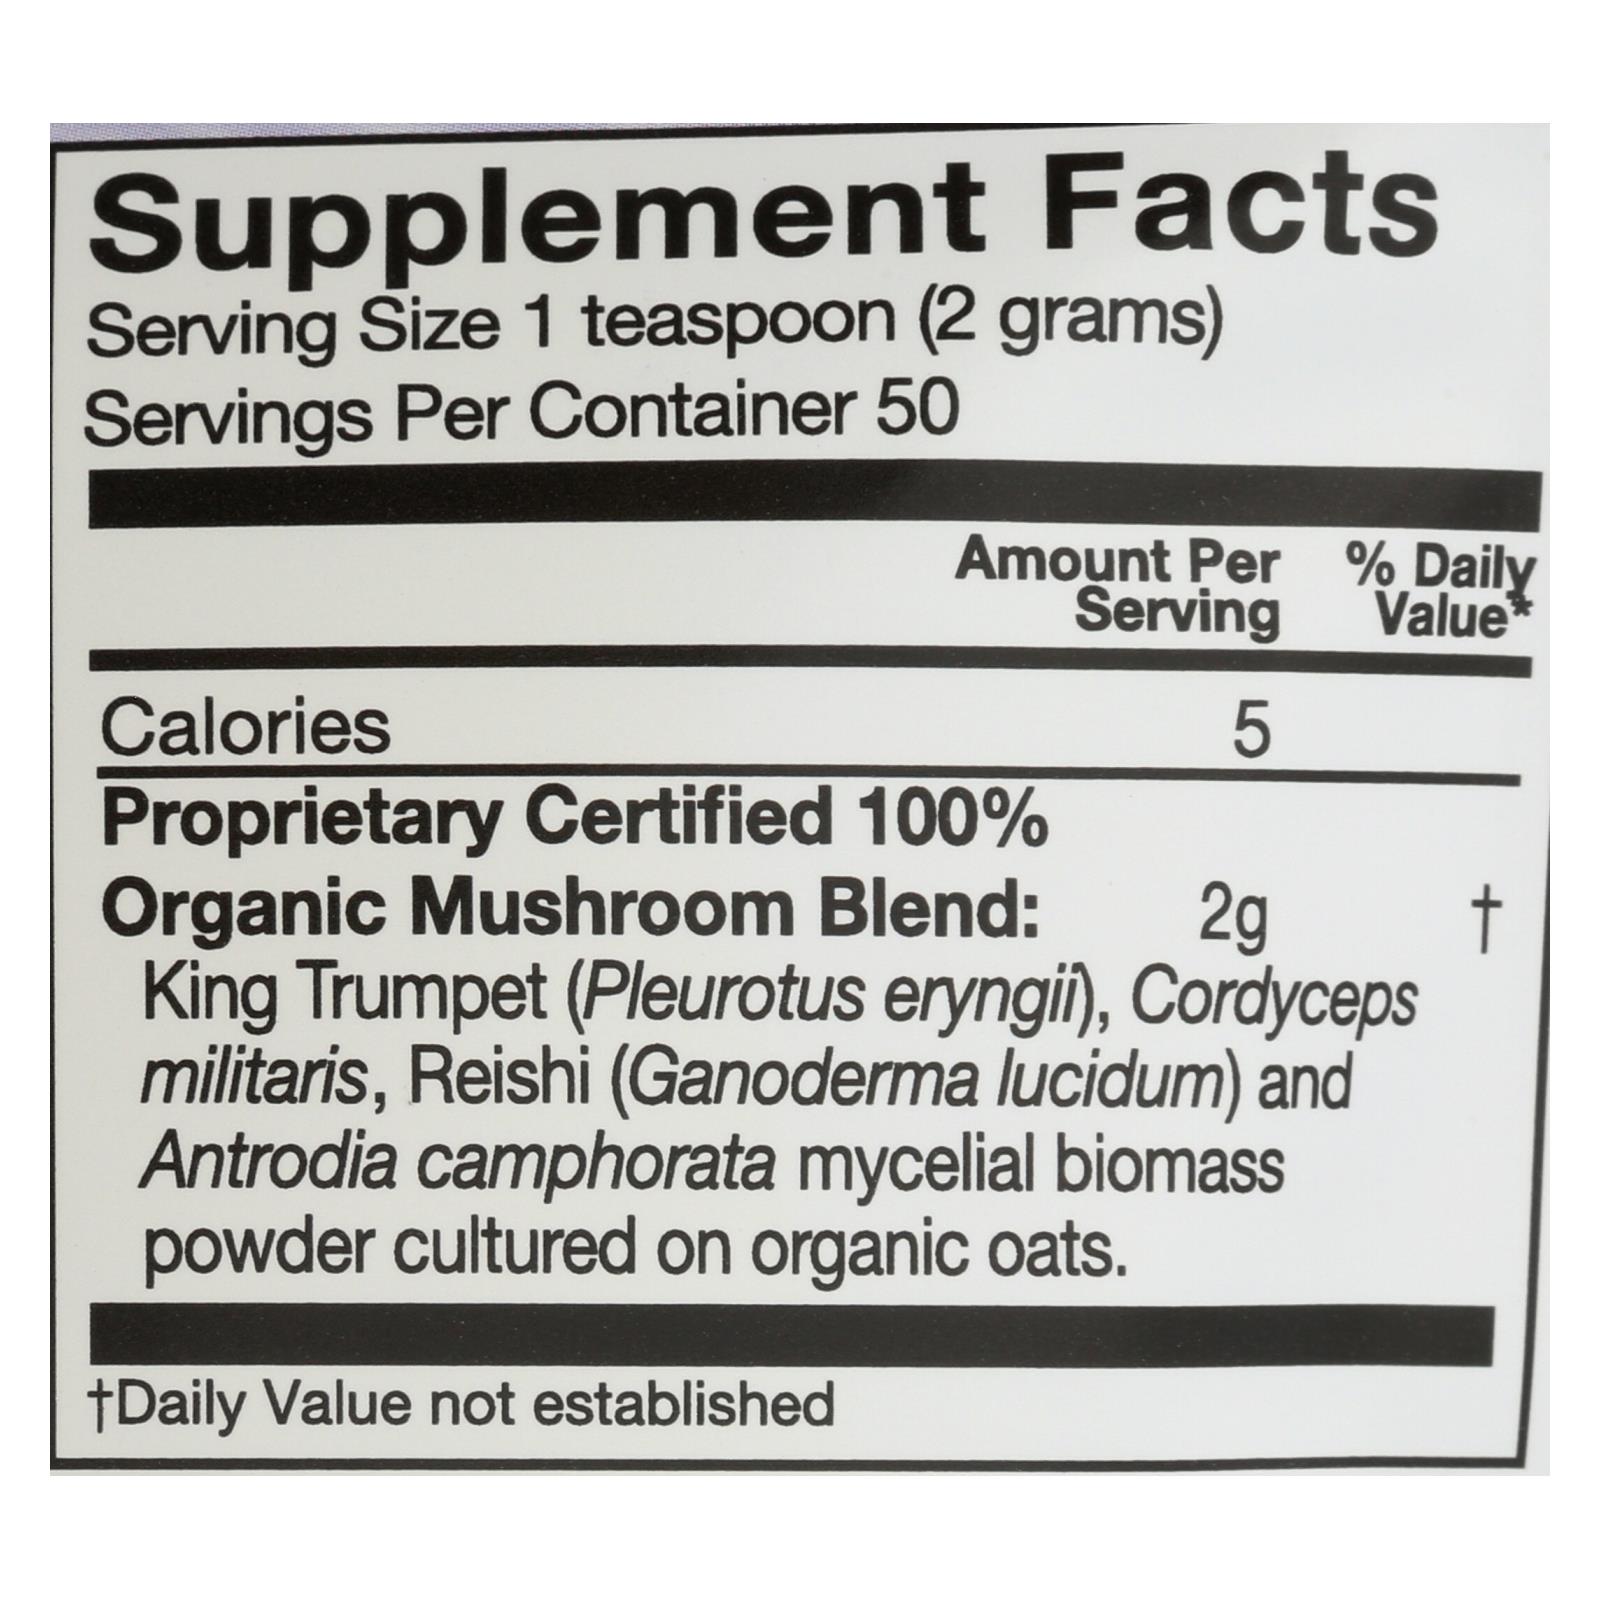 Supplement Facts
Serving Size 1 teaspoon (2 grams)
Servings Per Container 50
Amount Per Serving
% Daily Value*
Calories 5
Proprietary Certified 100%
Organic Mushroom Blend: 2g †
King Trumpet (Pleurotus eryngii), Cordyceps
militaris, Reishi (Ganoderma lucidum) and
Antrodia camphorata mycelial biomass
powder cultured on organic oats.
†Daily Value not established